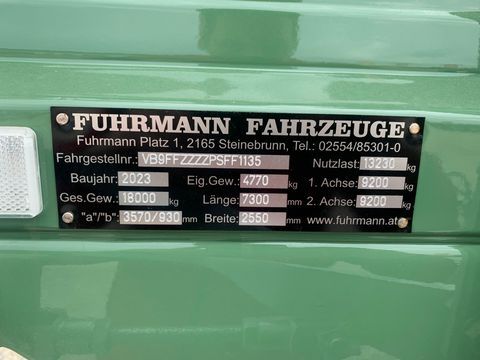 FUHRMANN FAHRZEUGE
Fuhrmann Platz 1, 2165 Steinebrunn, Tel.: 02554/85301-0
Fahrgestellnr.: VB9FFZZZZPSFF1135 Nutzlast: 13230 kg
Baujahr: 2023 Eig.Gew.: 4770 kg 1. Achse: 9200 kg
Ges.Gew.: 18000 kg Länge: 7300 mm 2. Achse: 9200 kg
"a"/"b": 3570/930 mm Breite: 2550 mm www.fuhrmann.at